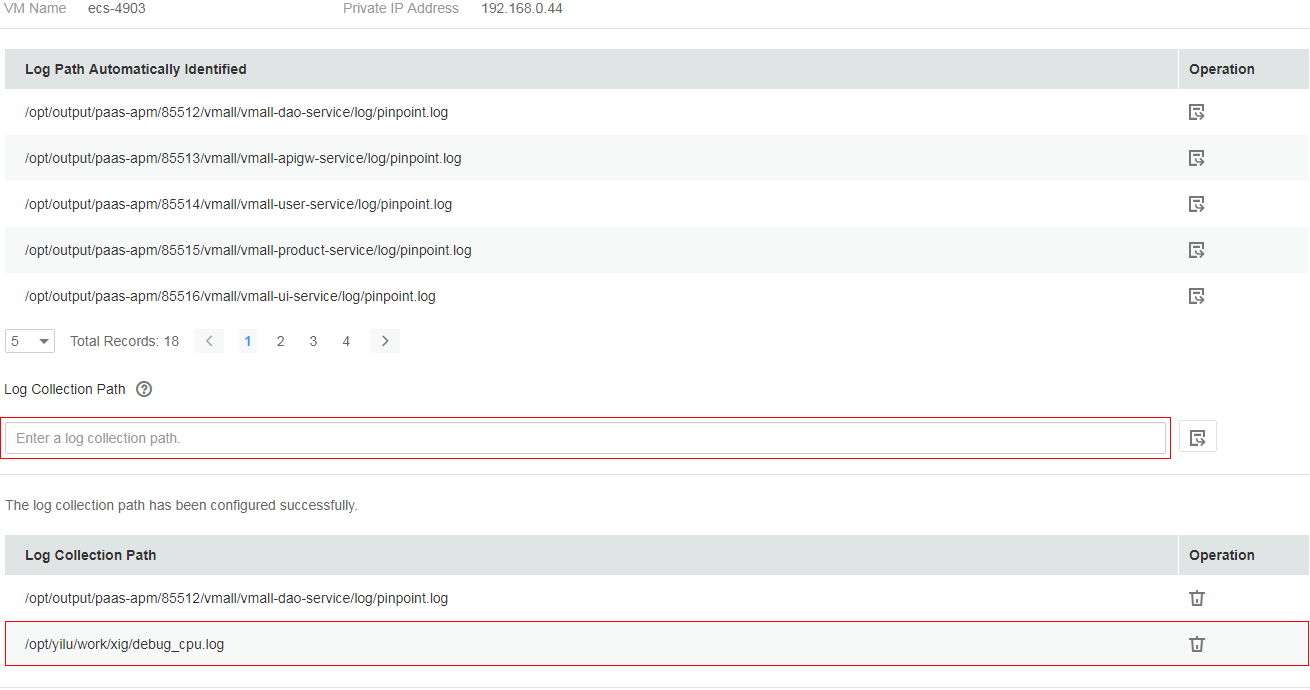 VM Name ecs-4903 Private IP Address 192.168.0.44
Log Path Automatically Identified Operation
/opt/output/paas-apm/85512/vmall/vmall-dao-service/log/pinpoint.log
/opt/output/paas-apm/85513/vmall/vmall-apigw-service/log/pinpoint.log
/opt/output/paas-apm/85514/vmall/vmall-user-service/log/pinpoint.log
/opt/output/paas-apm/85515/vmall/vmall-product-service/log/pinpoint.log
/opt/output/paas-apm/85516/vmall/vmall-ui-service/log/pinpoint.log
5 Total Records: 18 < 1 2 3 4 >
Log Collection Path ?
Enter a log collection path.
The log collection path has been configured successfully.
Log Collection Path Operation
/opt/output/paas-apm/85512/vmall/vmall-dao-service/log/pinpoint.log
/opt/yilu/work/xig/debug_cpu.log